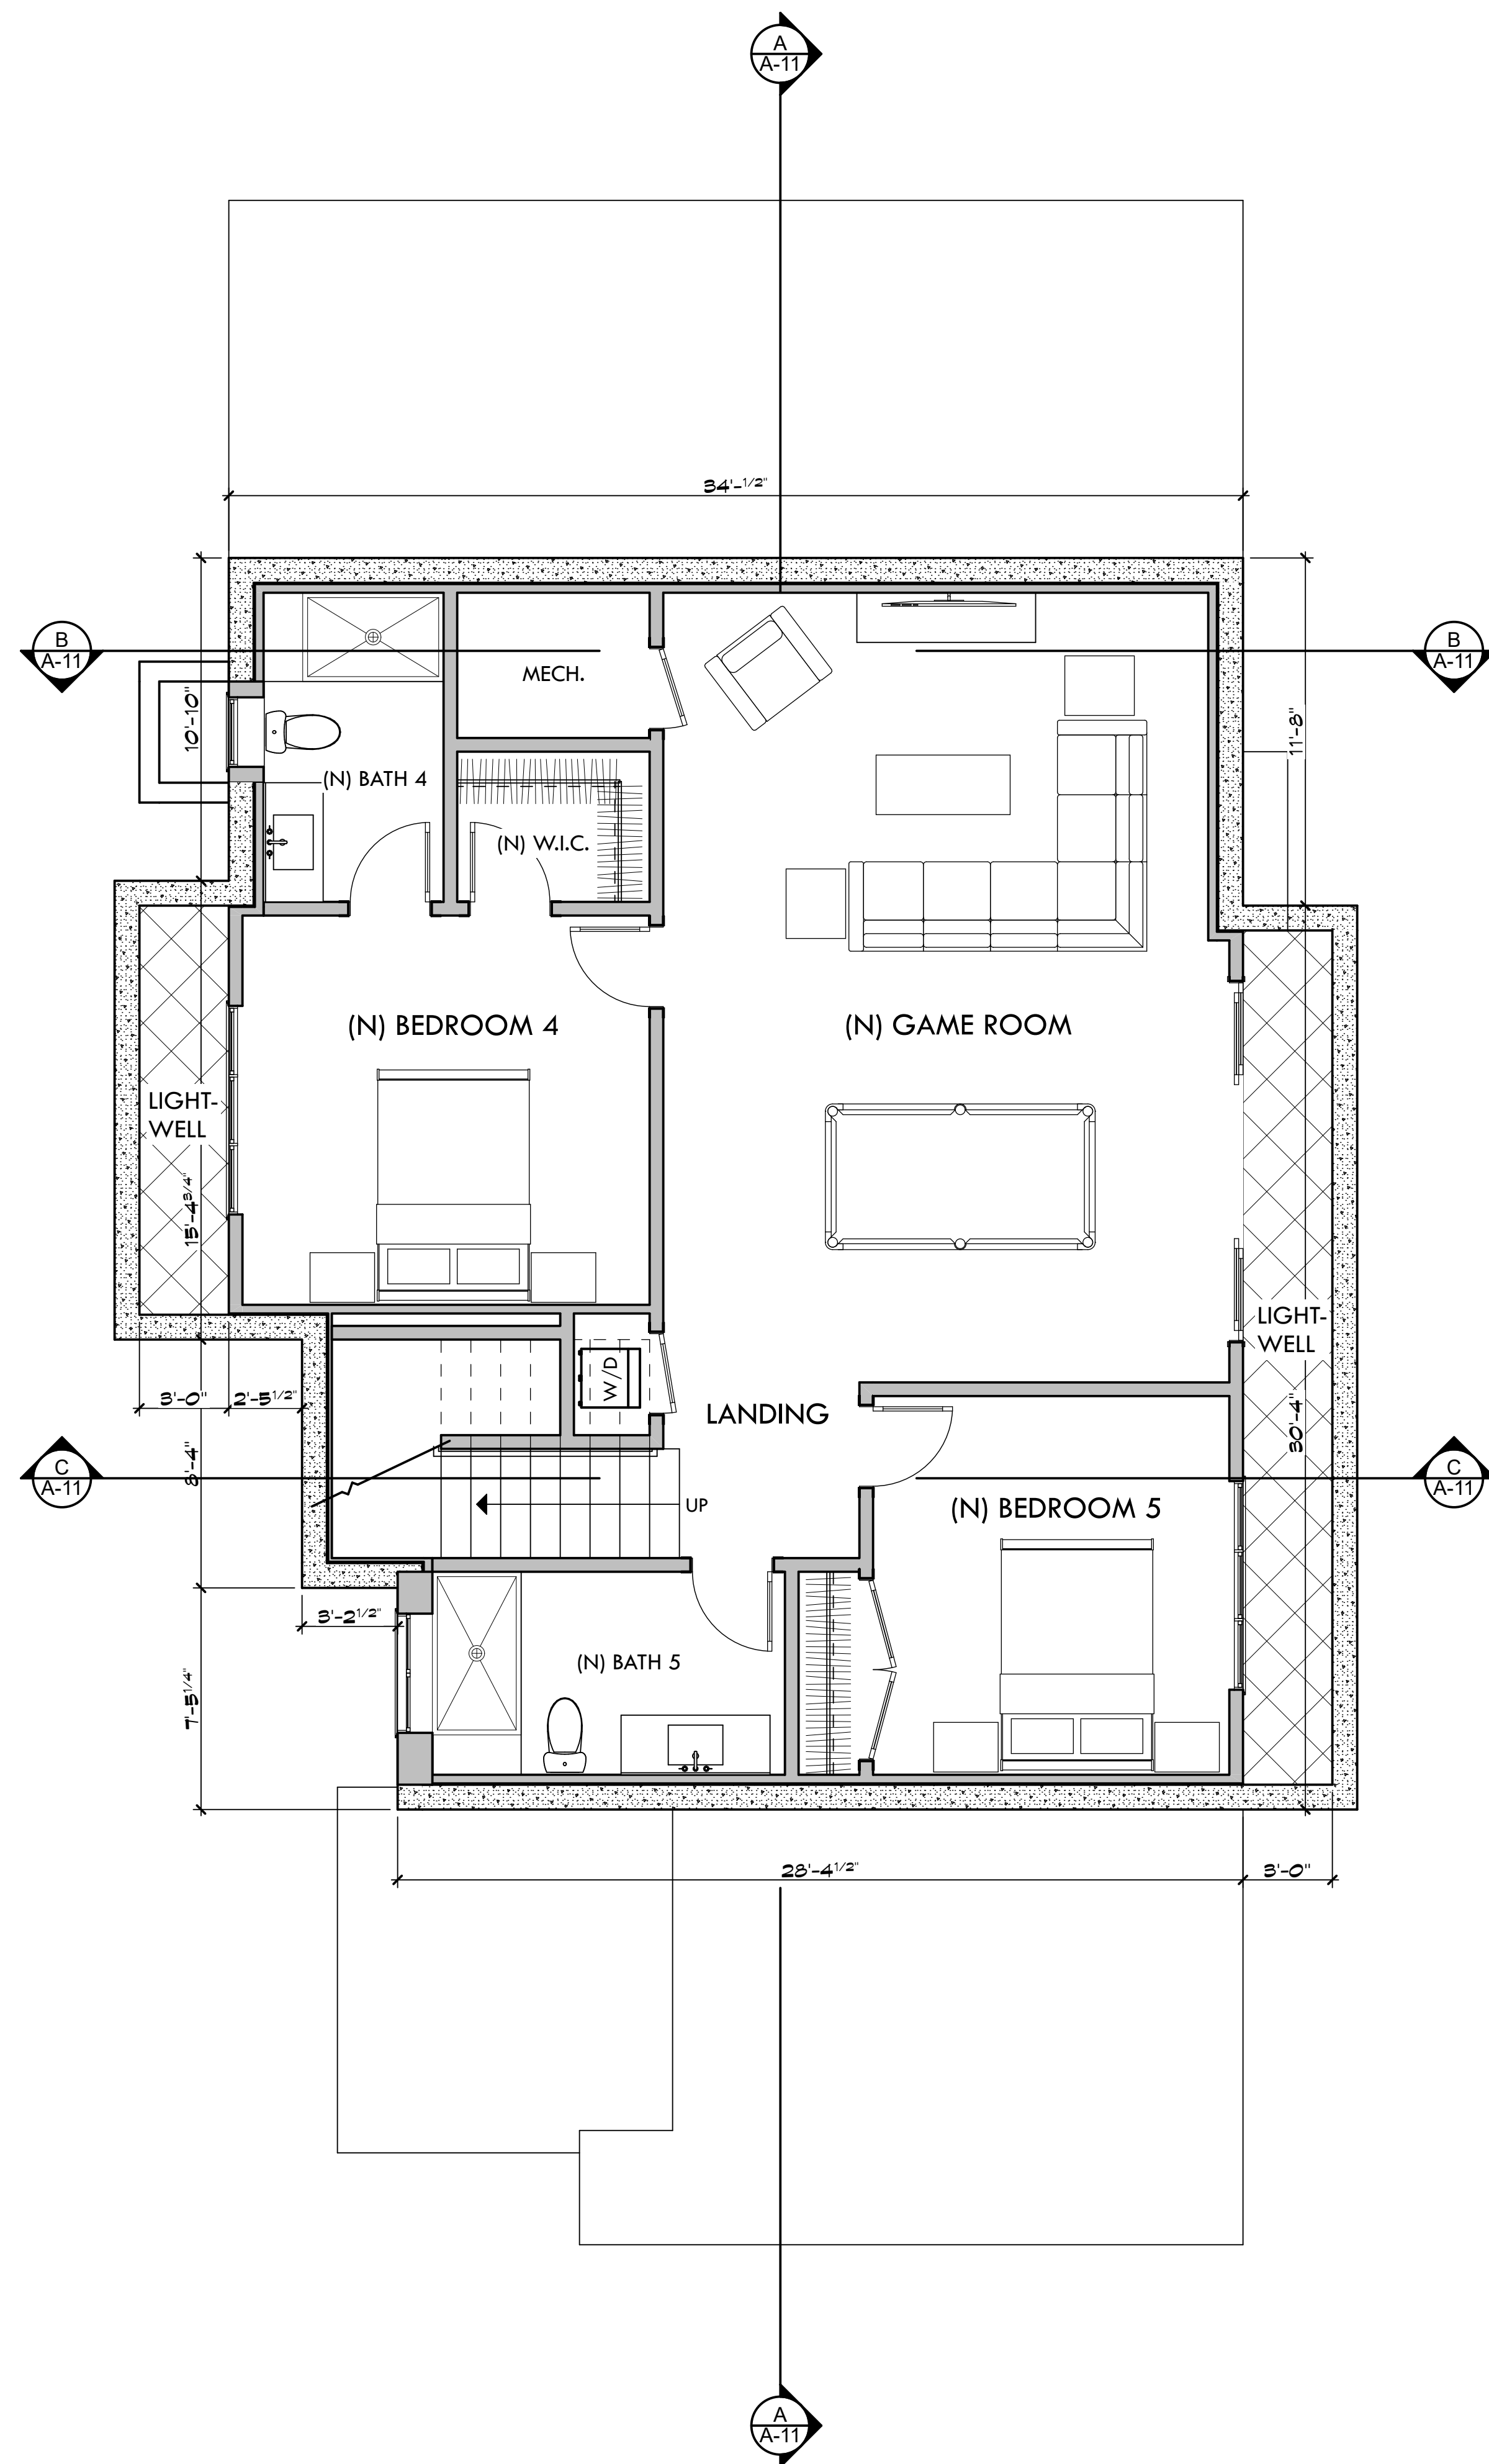 A
A-11
34'-1/2"
B
A-11
B
A-11
MECH.
10'-10"
11'-8"
(N) BATH 4
(N) W.I.C.
(N) BEDROOM 4
(N) GAME ROOM
LIGHT-
WELL
15'-4 3/4"
LIGHT-
WELL
W/D
3'-0"
2'-5 1/2"
LANDING
30'-4"
8'-4"
C
A-11
C
A-11
UP
(N) BEDROOM 5
3'-2 1/2"
(N) BATH 5
7'-5 1/4"
28'-4 1/2"
3'-0"
A
A-11